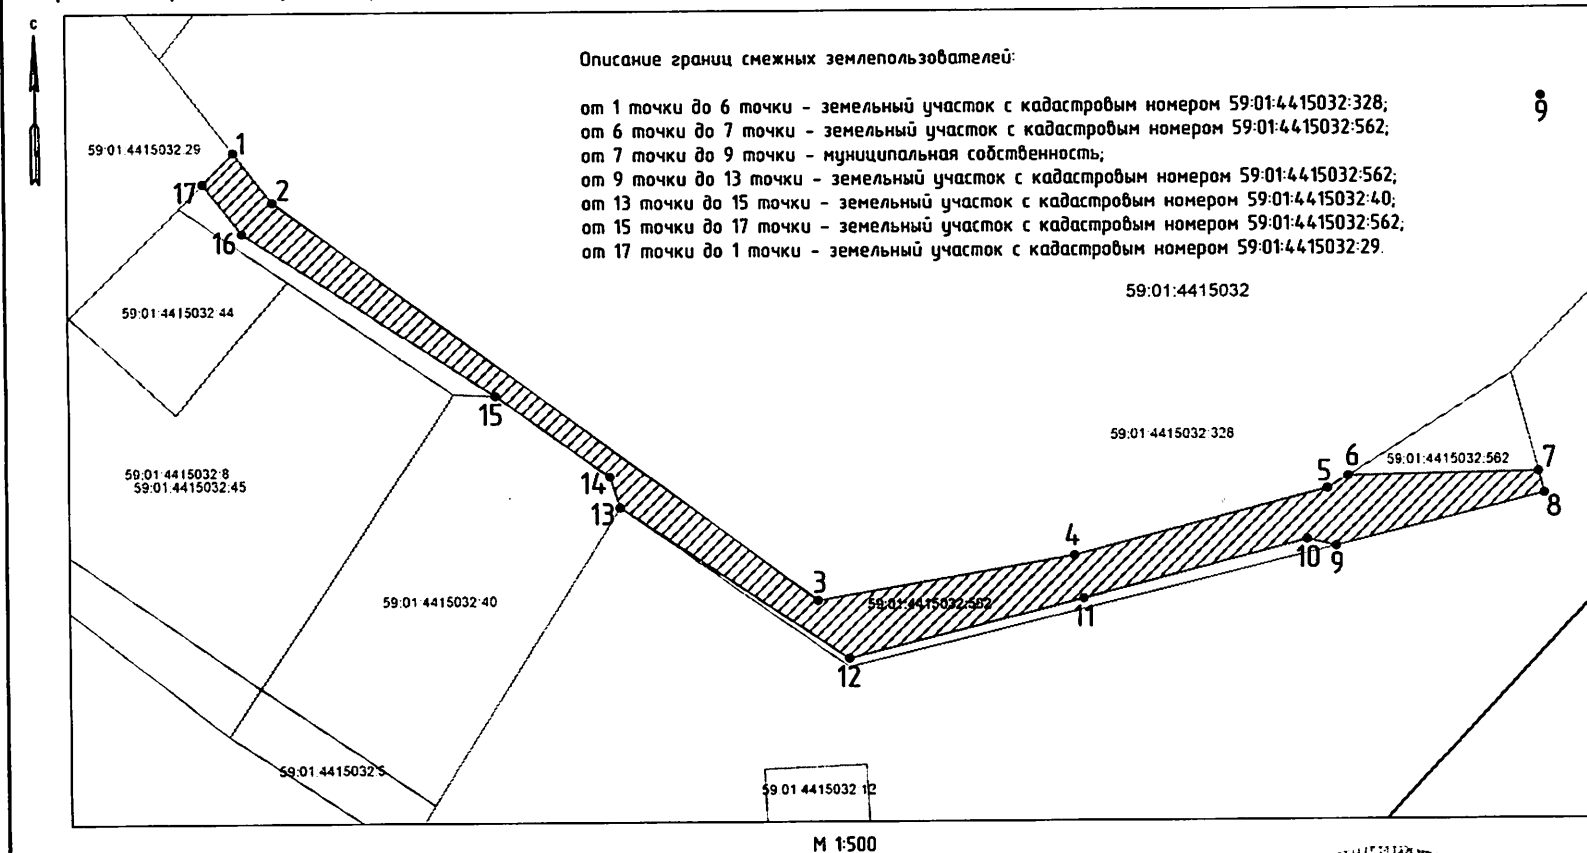 С
Описание границ смежных землепользователей:
от 1 точки до 6 точки - земельный участок с кадастровым номером 59:01:4415032:328;
от 6 точки до 7 точки - земельный участок с кадастровым номером 59:01:4415032:562;
от 7 точки до 9 точки - муниципальная собственность;
от 9 точки до 13 точки - земельный участок с кадастровым номером 59:01:4415032:562;
от 13 точки до 15 точки - земельный участок с кадастровым номером 59:01:4415032:40;
от 15 точки до 17 точки - земельный участок с кадастровым номером 59:01:4415032:562;
от 17 точки до 1 точки - земельный участок с кадастровым номером 59:01:4415032:29.
9
59:01:4415032:29
1
17
2
16
59:01:4415032
59:01:4415032:44
15
59:01:4415032:328
59:01:4415032:8
59:01:4415032:45
14
13
6
59:01:4415032:562
7
5
8
4
10
9
3
59:01:4415032:562
11
59:01:4415032:40
12
59:01:4415032:5
59:01:4415032:12
М 1:500